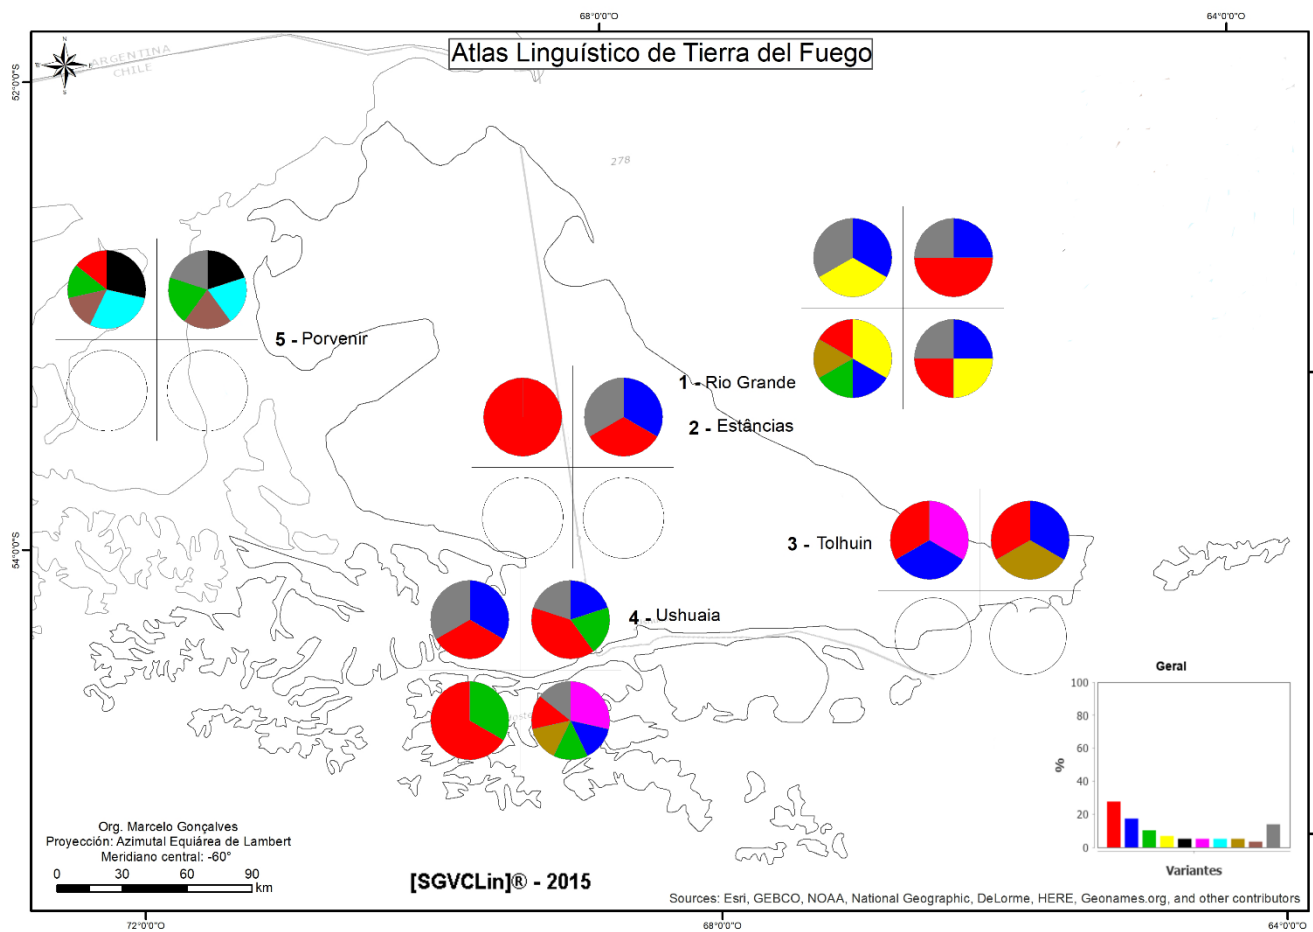 68°0'0"O
64°0'0"O
Atlas Linguístico de Tierra del Fuego
ARGENTINA
CHILE
N
S
52°0'0"S
278
5 - Porvenir
1 - Rio Grande
2 - Estâncias
3 - Tolhuin
54°0'0"S
4 - Ushuaia
Geral
100
80
60
40
20
0
%
Variantes
Org. Marcelo Gonçalves
Proyección: Azimutal Equiárea de Lambert
Meridiano central: -60°
0 30 60 90
km
[SGVCLin]® - 2015
Sources: Esri, GEBCO, NOAA, National Geographic, DeLorme, HERE, Geonames.org, and other contributors
72°0'0"O
68°0'0"O
64°0'0"O